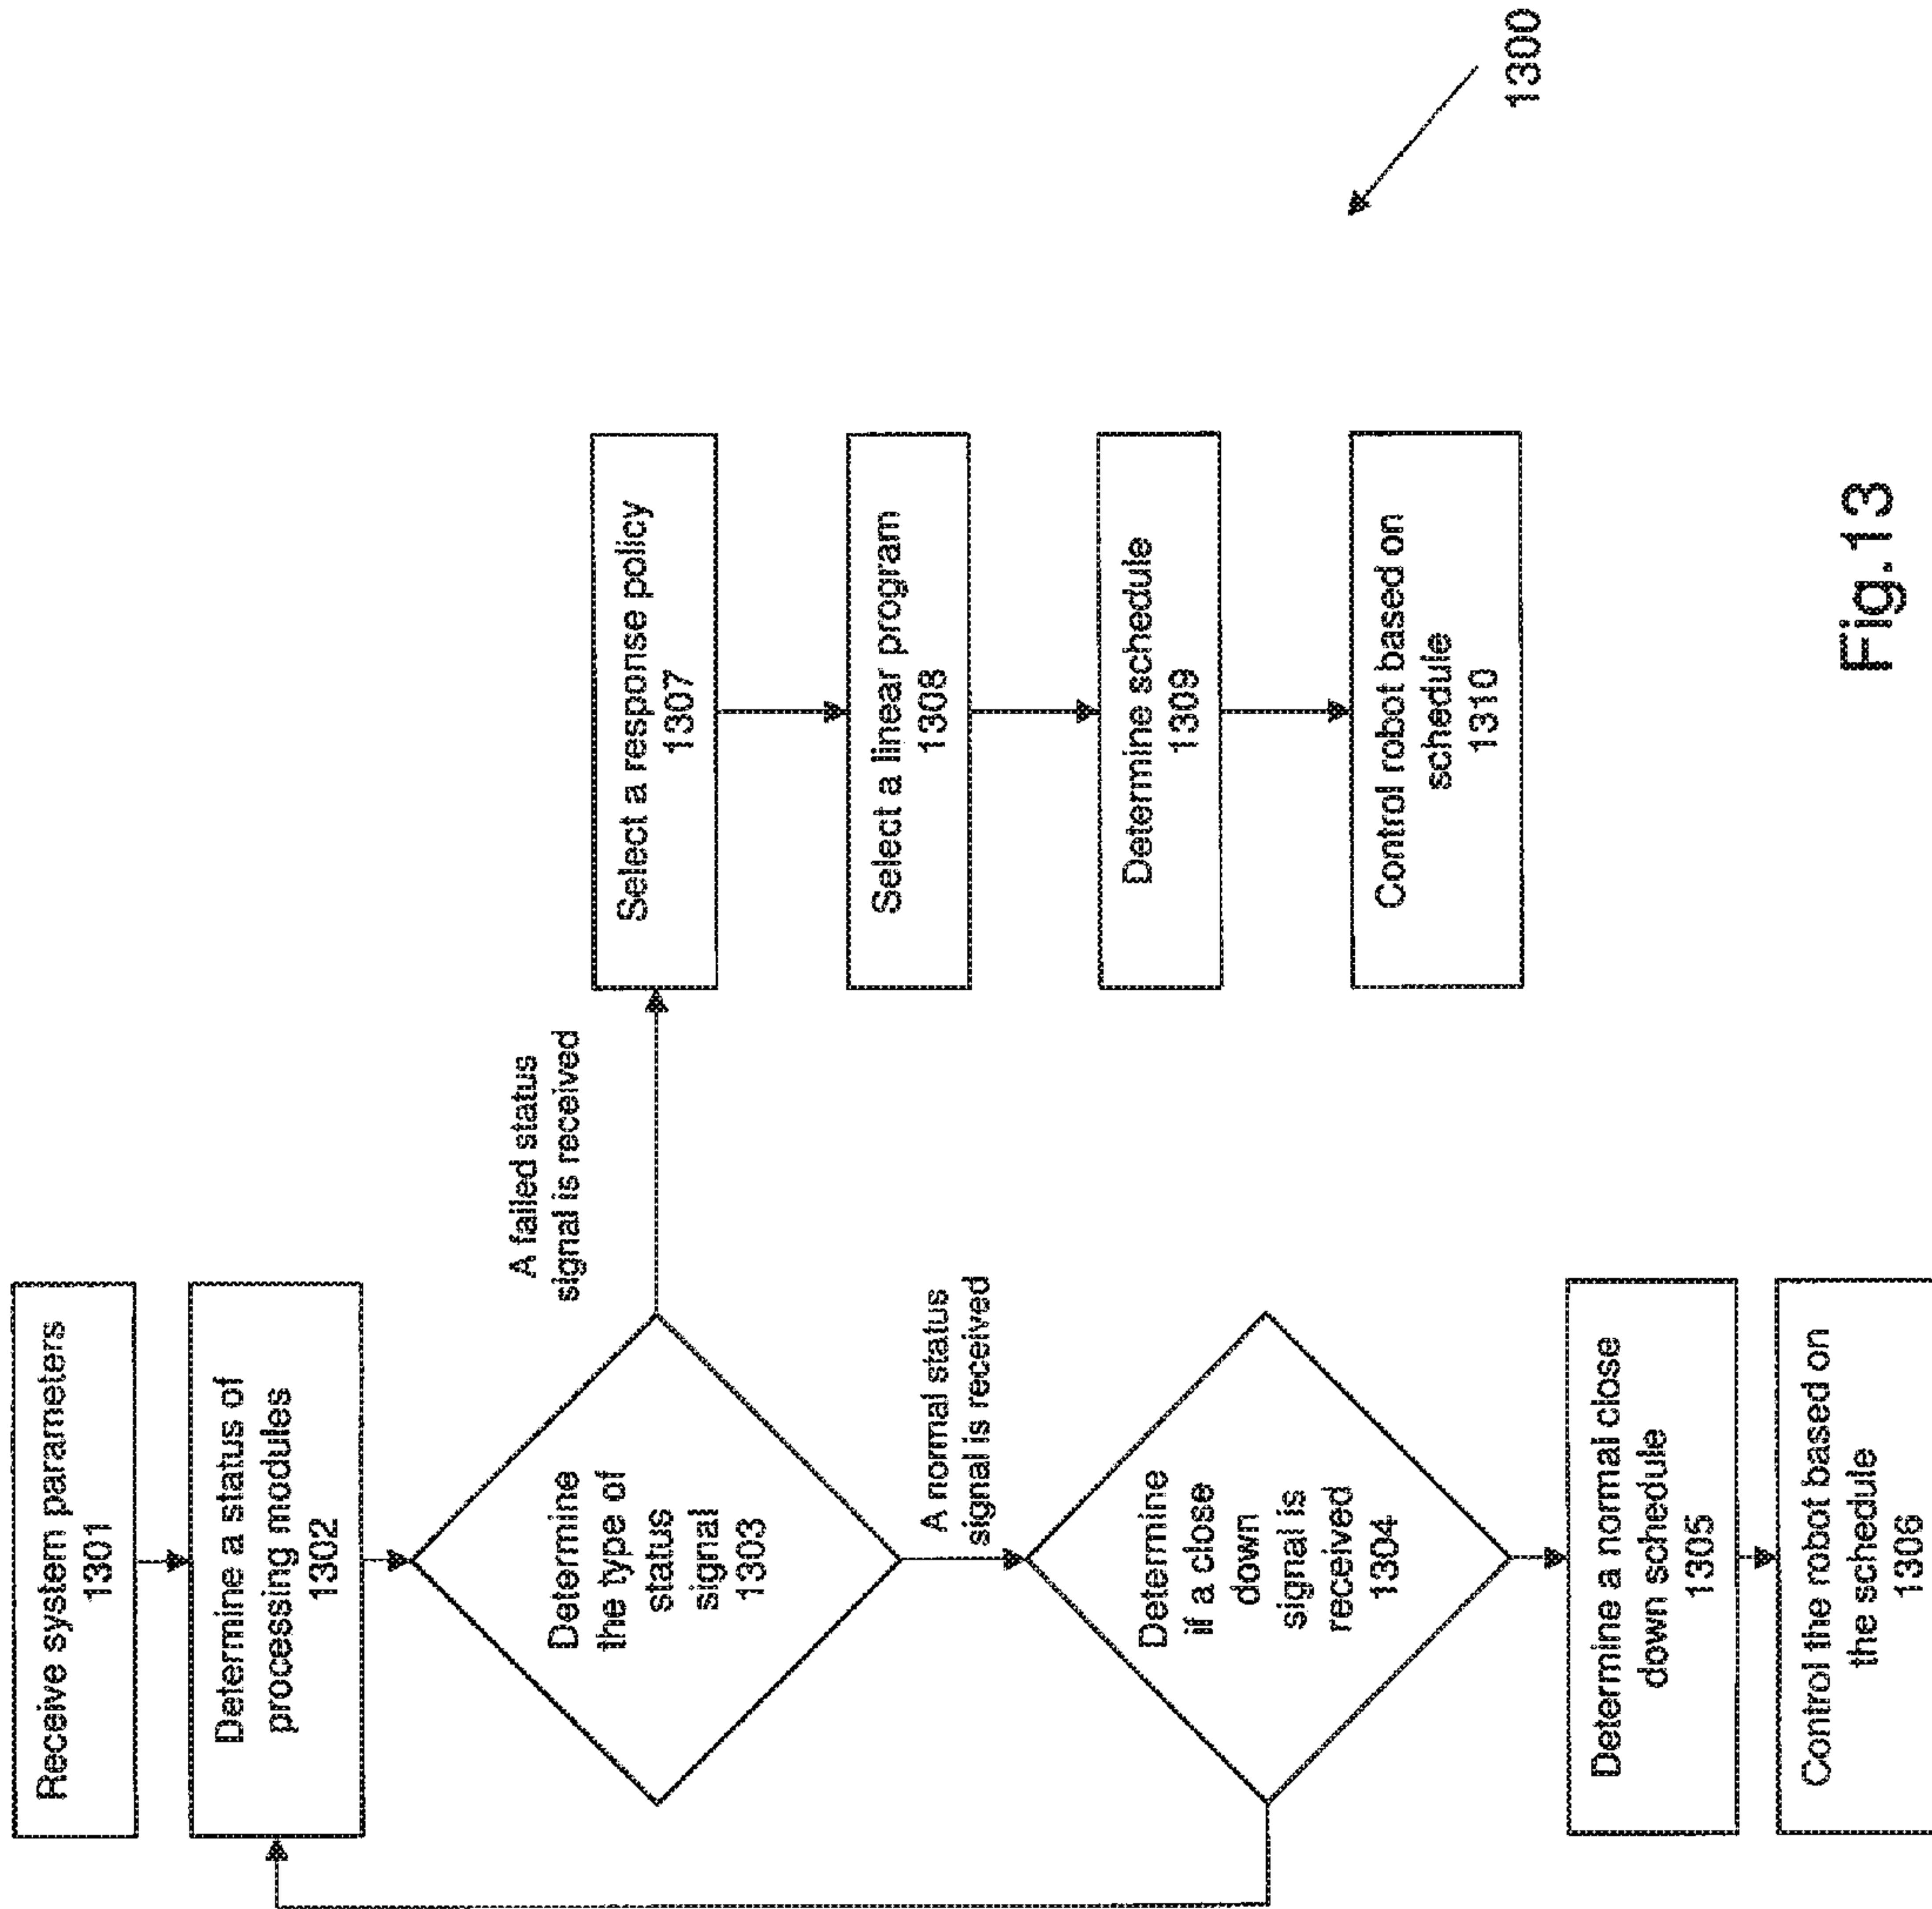 Receive system parameters
1301
Determine a status of
processing modules
1302
Determine
the type of
status
signal
1303
A failed status
signal is received
A normal status
signal is received
Determine
if a close
down
signal is
received
1304
Determine a normal close
down schedule
1305
Control the robot based on
the schedule
1306
Select a response policy
1307
Select a linear program
1308
Determine schedule
1309
Control robot based on
schedule
1310
1300
Fig.13